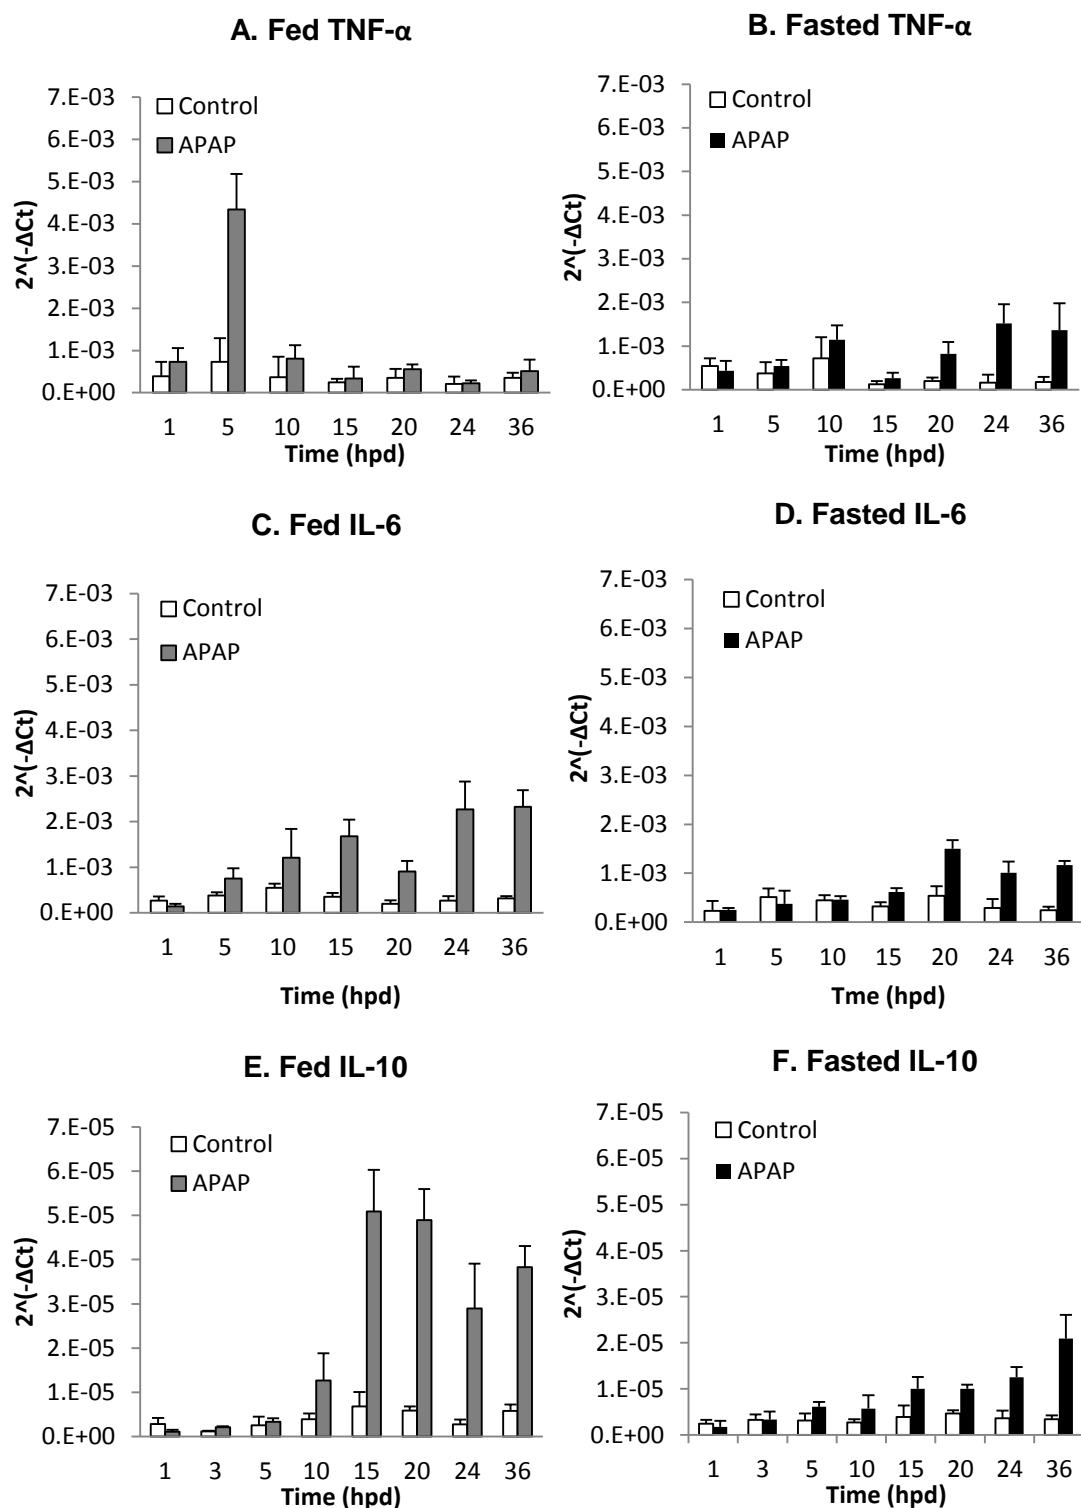 A. Fed TNF-α
7.E-03
6.E-03
5.E-03
4.E-03
3.E-03
2.E-03
1.E-03
0.E+00
2^(-ΔCt)
Control
APAP
1 5 10 15 20 24 36
Time (hpd)
B. Fasted TNF-α
7.E-03
6.E-03
5.E-03
4.E-03
3.E-03
2.E-03
1.E-03
0.E+00
2^(-ΔCt)
Control
APAP
1 5 10 15 20 24 36
Time (hpd)
C. Fed IL-6
7.E-03
6.E-03
5.E-03
4.E-03
3.E-03
2.E-03
1.E-03
0.E+00
2^(-ΔCt)
Control
APAP
1 5 10 15 20 24 36
Time (hpd)
D. Fasted IL-6
7.E-03
6.E-03
5.E-03
4.E-03
3.E-03
2.E-03
1.E-03
0.E+00
2^(-ΔCt)
Control
APAP
1 5 10 15 20 24 36
Tme (hpd)
E. Fed IL-10
7.E-05
6.E-05
5.E-05
4.E-05
3.E-05
2.E-05
1.E-05
0.E+00
2^(-ΔCt)
Control
APAP
1 3 5 10 15 20 24 36
Time (hpd)
F. Fasted IL-10
7.E-05
6.E-05
5.E-05
4.E-05
3.E-05
2.E-05
1.E-05
0.E+00
2^(-ΔCt)
Control
APAP
1 3 5 10 15 20 24 36
Time (hpd)